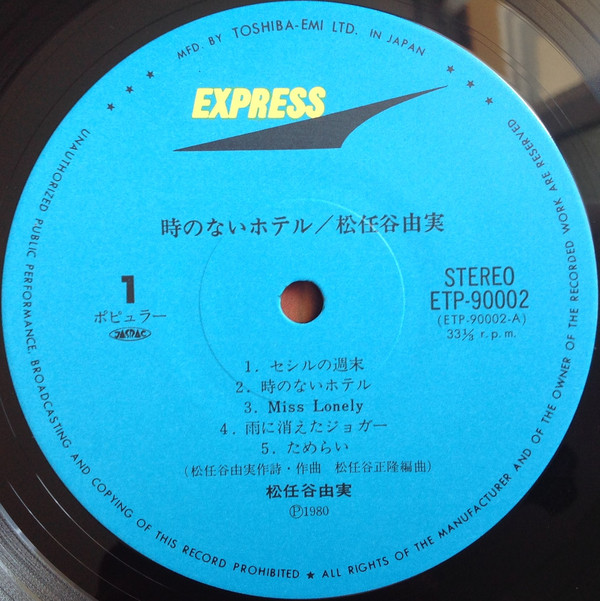 MFD. BY TOSHIBA-EMI LTD. IN JAPAN
EXPRESS
時のないホテル／松任谷由実
1
ポピュラー
JASRAC
STEREO
ETP-90002
(ETP-90002-A)
33⅓ r.p.m.
1. セシルの週末
2. 時のないホテル
3. Miss Lonely
4. 雨に消えたジョガー
5. ためらい
(松任谷由実作詩・作曲 松任谷正隆編曲)
松任谷由実
Ⓟ1980
★ ★ ★ UNAUTHORIZED PUBLIC PERFORMANCE, BROADCASTING AND COPYING OF THIS RECORD PROHIBITED ★ ALL RIGHTS OF THE MANUFACTURER AND OF THE OWNER OF THE RECORDED WORK ARE RESERVED ★ ★ ★